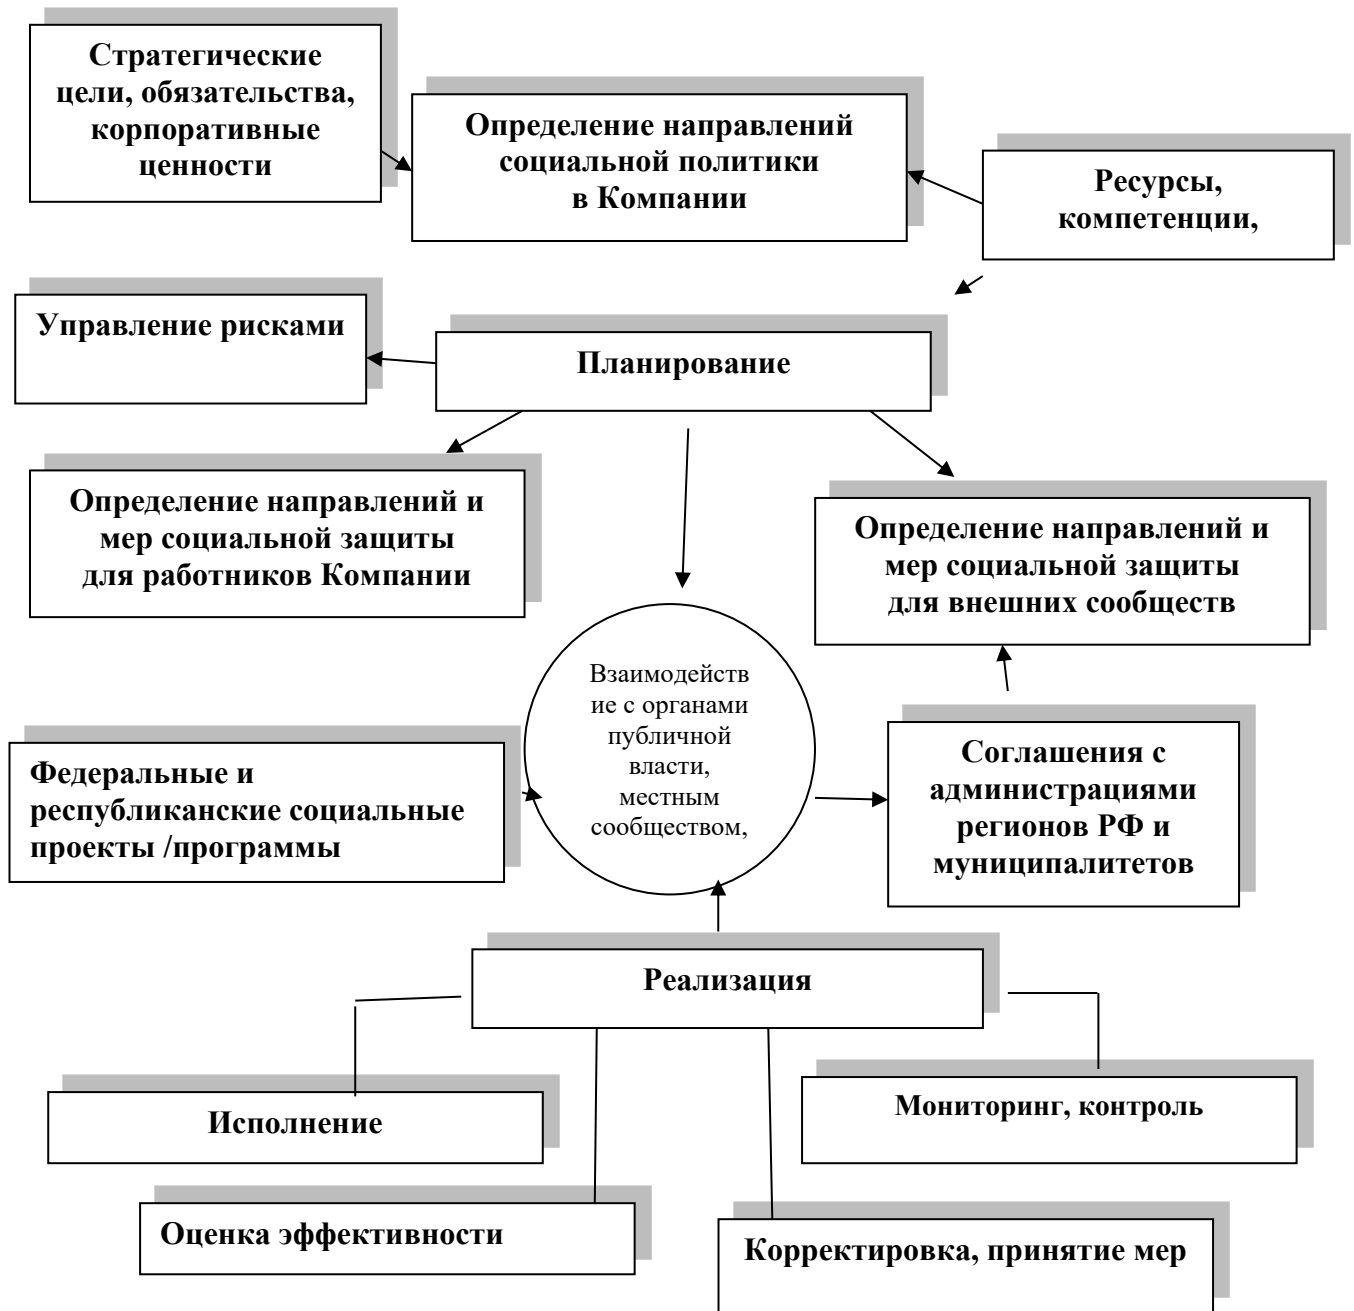 Стратегические
цели, обязательства,
корпоративные
ценности
Определение направлений
социальной политики
в Компании
Ресурсы,
компетенции,
Управление рисками
Планирование
Определение направлений и
мер социальной защиты
для работников Компании
Определение направлений и
мер социальной защиты
для внешних сообществ
Взаимодейств
ие с органами
публичной
власти,
местным
сообществом,
Федеральные и
республиканские социальные
проекты /программы
Соглашения с
администрациями
регионов РФ и
муниципалитетов
Реализация
Исполнение
Мониторинг, контроль
Оценка эффективности
Корректировка, принятие мер